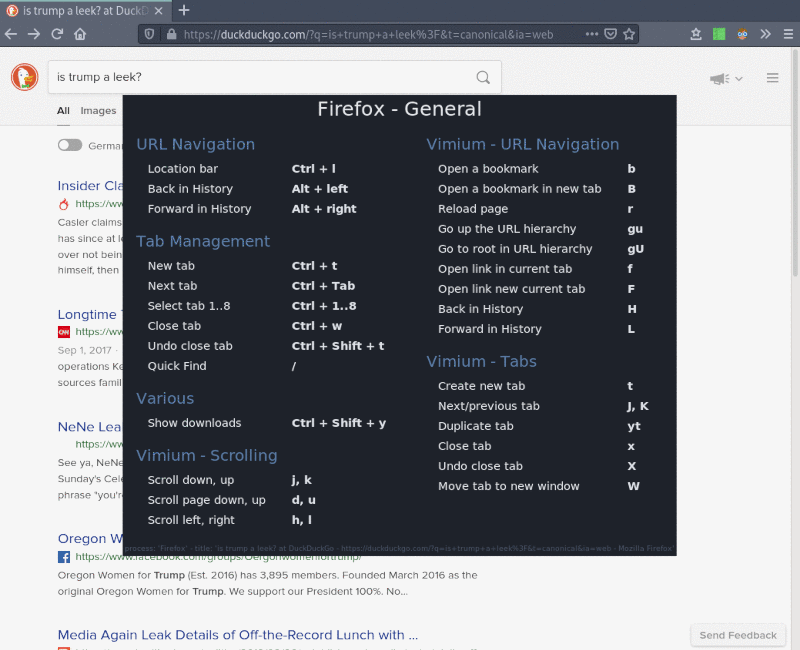 is trump a leek? at DuckD
https://duckduckgo.com/?q=is+trump+a+leek%3F&t=canonical&ia=web
is trump a leek?
All Images
German
Firefox - General
URL Navigation
Location bar Ctrl + l
Back in History Alt + left
Forward in History Alt + right
Tab Management
New tab Ctrl + t
Next tab Ctrl + Tab
Select tab 1..8 Ctrl + 1..8
Close tab Ctrl + w
Undo close tab Ctrl + Shift + t
Quick Find /
Various
Show downloads Ctrl + Shift + y
Vimium - Scrolling
Scroll down, up j, k
Scroll page down, up d, u
Scroll left, right h, l
Vimium - URL Navigation
Open a bookmark b
Open a bookmark in new tab B
Reload page r
Go up the URL hierarchy gu
Go to root in URL hierarchy gU
Open link in current tab f
Open link new current tab F
Back in History H
Forward in History L
Vimium - Tabs
Create new tab t
Next/previous tab J, K
Duplicate tab yt
Close tab x
Undo close tab X
Move tab to new window W
process: 'Firefox' - title: 'is trump a leek? at DuckDuckGo - https://duckduckgo.com/?q=is+trump+a+leek%3F&t=canonical&ia=web - Mozilla Firefox'
Insider Cla
https://ww
Casler claims
has since at le
over not bein
himself, then
Longtime
https://ww
Sep 1, 2017 ·
operations Ke
sources famil
NeNe Lea
https://ww
See ya, NeNe
Sunday's Cele
phrase "you're
Oregon W
https://www.facebook.com/groups/Oergonwomenfortrump/
Oregon Women for Trump (Est. 2016) has 3,895 members. Founded March 2016 as the
original Oregon Women for Trump. We support our President 100%. No...
Media Again Leak Details of Off-the-Record Lunch with ...
Send Feedback